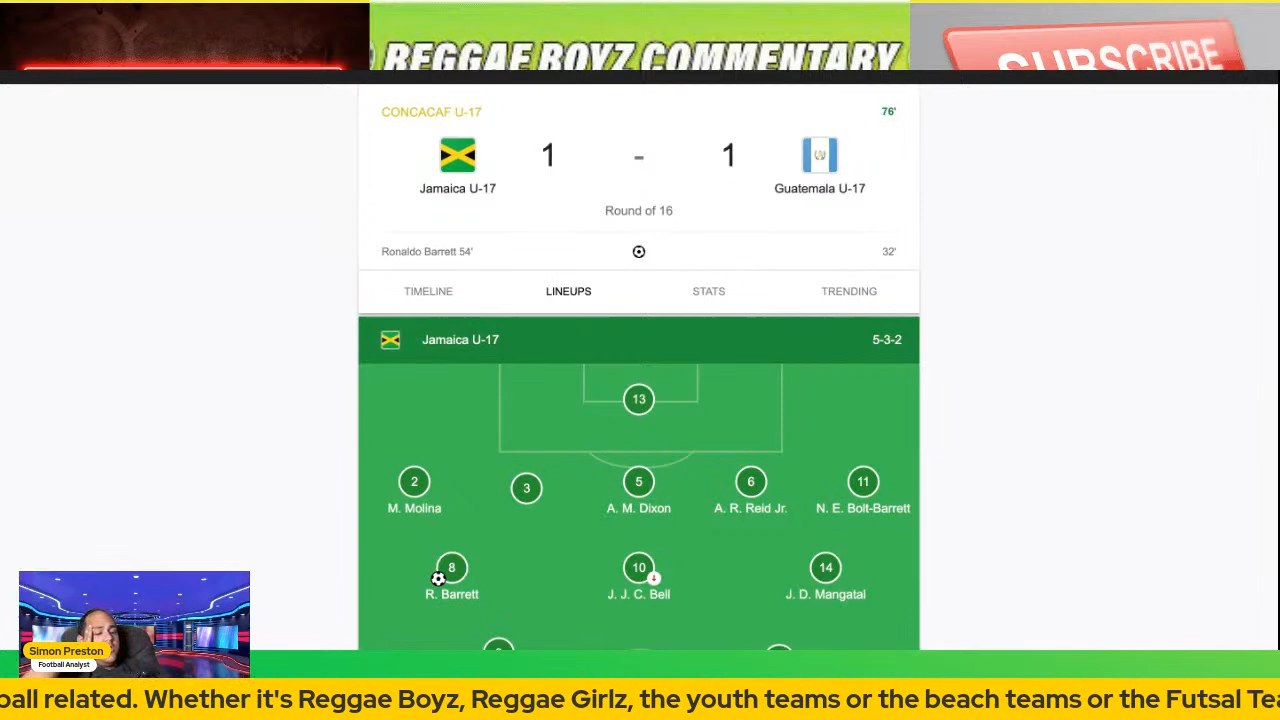 REGGAE BOYZ COMMENTARY
SUBSCRIBE
CONCACAF U-17
76'
1 - 1
Jamaica U-17
Guatemala U-17
Round of 16
Ronaldo Barrett 54'
32'
TIMELINE
LINEUPS
STATS
TRENDING
Jamaica U-17
5-3-2
13
2
3
5
6
11
M. Molina
A. M. Dixon
A. R. Reid Jr.
N. E. Bolt-Barrett
8
10
14
R. Barrett
J. J. C. Bell
J. D. Mangatal
Simon Preston
Football Analyst
ball related. Whether it's Reggae Boyz, Reggae Girlz, the youth teams or the beach teams or the Futsal Tea